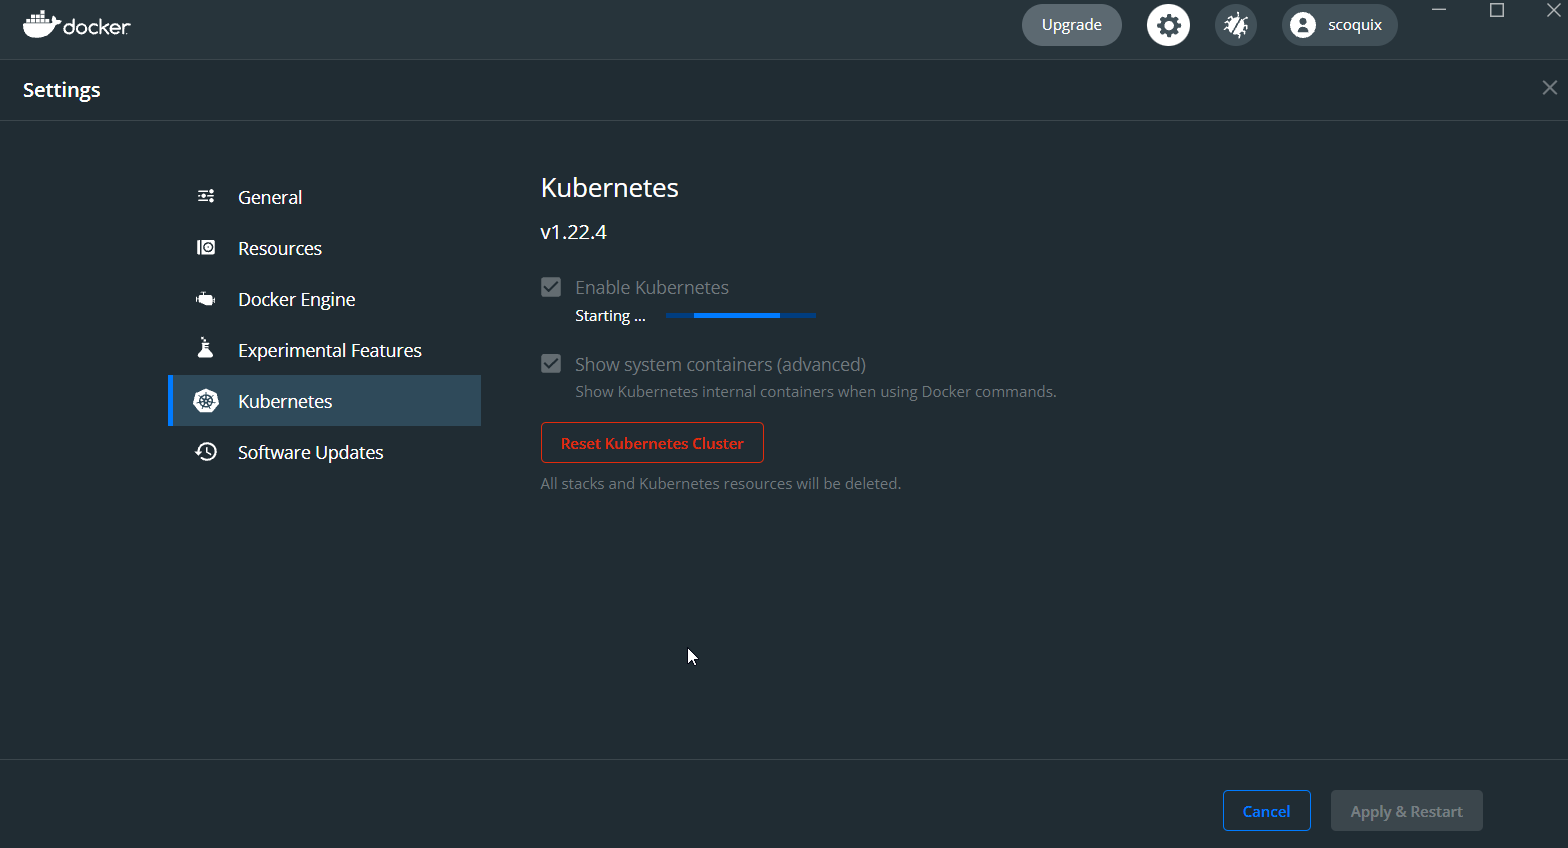 docker
Upgrade
scoquix
Settings
General
Resources
Docker Engine
Experimental Features
Kubernetes
Software Updates
Kubernetes
v1.22.4
Enable Kubernetes
Starting ...
Show system containers (advanced)
Show Kubernetes internal containers when using Docker commands.
Reset Kubernetes Cluster
All stacks and Kubernetes resources will be deleted.
Cancel
Apply & Restart